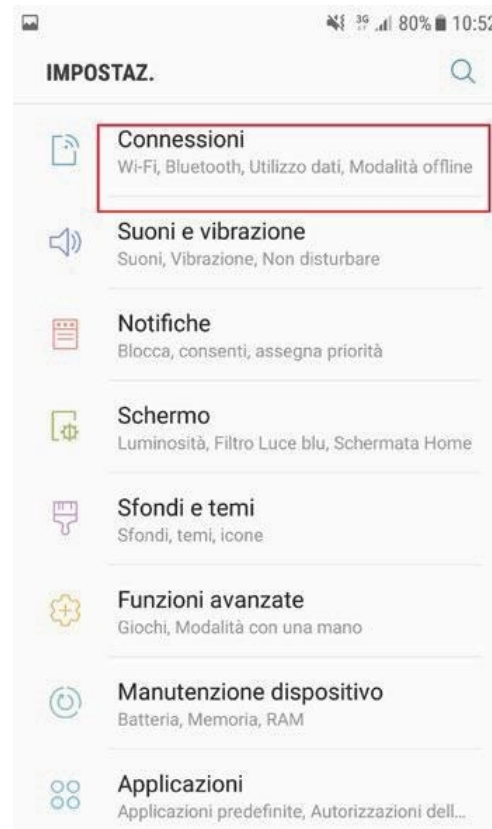 3G 80% 10:52
IMPOSTAZ.
Connessioni
Wi-Fi, Bluetooth, Utilizzo dati, Modalità offline
Suoni e vibrazione
Suoni, Vibrazione, Non disturbare
Notifiche
Blocca, consenti, assegna priorità
Schermo
Luminosità, Filtro Luce blu, Schermata Home
Sfondi e temi
Sfondi, temi, icone
Funzioni avanzate
Giochi, Modalità con una mano
Manutenzione dispositivo
Batteria, Memoria, RAM
Applicazioni
Applicazioni predefinite, Autorizzazioni dell...